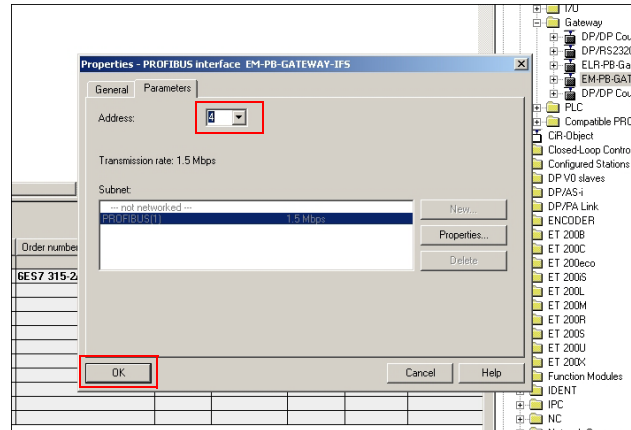 Properties - PROFIBUS interface EM-PB-GATEWAY-IFS
General Parameters
Address: 4
Transmission rate: 1.5 Mbps
Subnet:
--- not networked ---
PROFIBUS(1) 1.5 Mbps
New...
Properties...
Delete
OK Cancel Help
Order number
6ES7 315-2
I/O
Gateway
DP/DP Cou
DP/RS232
ELR-PB-Ga
EM-PB-GAT
DP/DP Cou
PLC
Compatible PRO
CiR-Object
Closed-Loop Contro
Configured Stations
DP V0 slaves
DP/AS-i
DP/PA Link
ENCODER
ET 200B
ET 200C
ET 200eco
ET 200iS
ET 200L
ET 200M
ET 200R
ET 200S
ET 200U
ET 200X
Function Modules
IDENT
IPC
NC